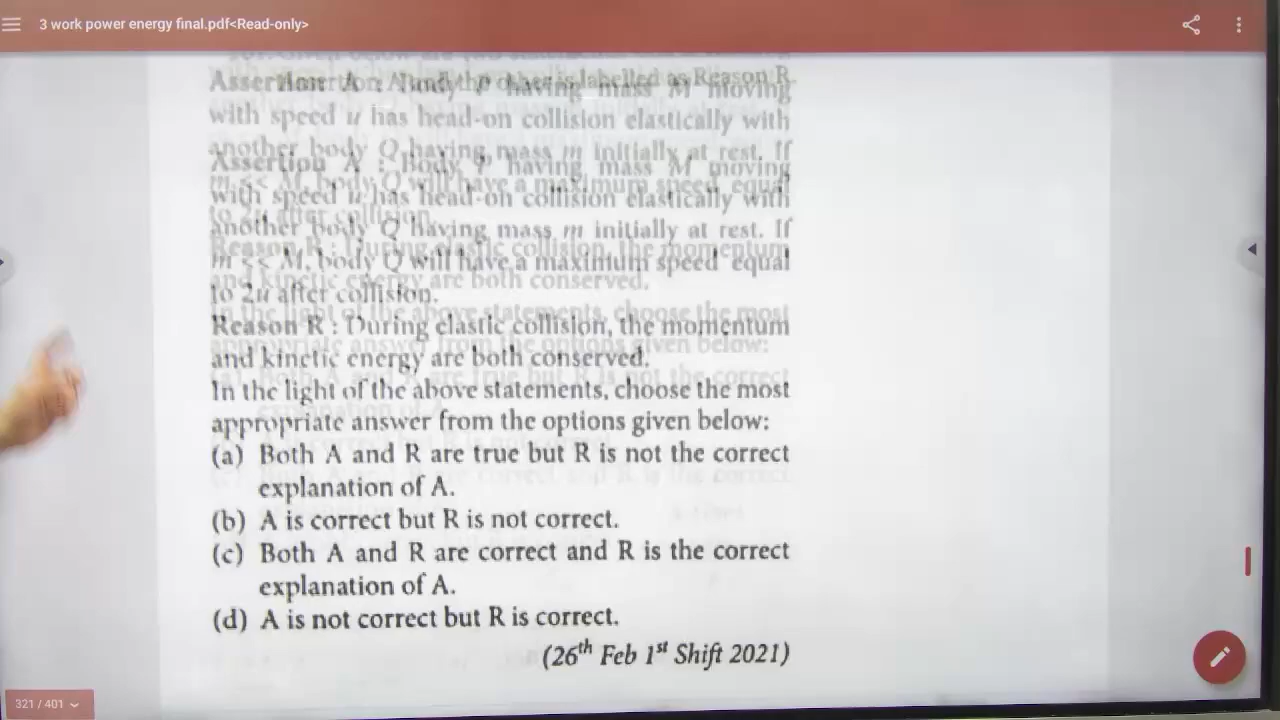 3 work power energy final.pdf<Read-only>
Assertion A : Body P having mass M moving
with speed u has head-on collision elastically with
another body Q having mass m initially at rest. If
m << M, body Q will have a maximum speed equal
to 2u after collision.
Reason R : During elastic collision, the momentum
and kinetic energy are both conserved.
In the light of the above statements, choose the most
appropriate answer from the options given below:
(a) Both A and R are true but R is not the correct
explanation of A.
(b) A is correct but R is not correct.
(c) Both A and R are correct and R is the correct
explanation of A.
(d) A is not correct but R is correct.
(26th Feb 1st Shift 2021)
321 / 401